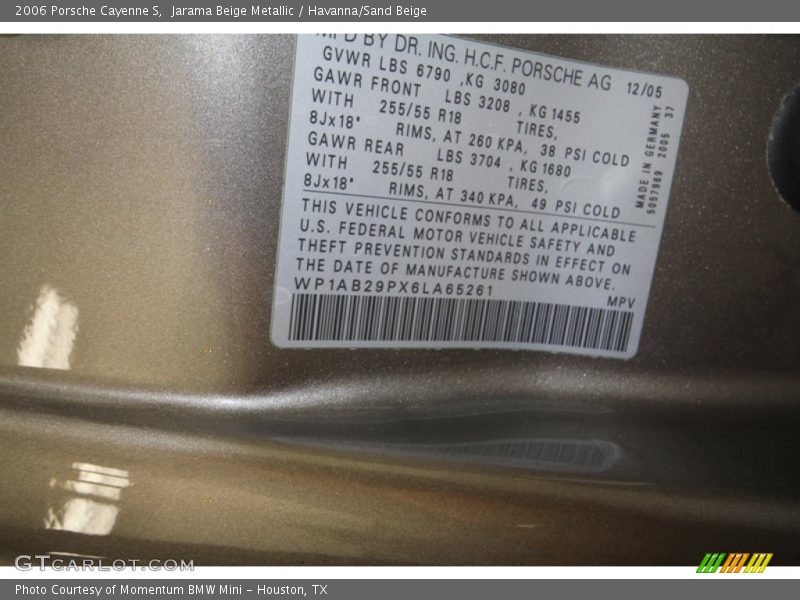 2006 Porsche Cayenne S,  Jarama Beige Metallic / Havanna/Sand Beige
MFD BY DR. ING. H.C.F. PORSCHE AG 12/05
GVWR LBS 6790 ,KG 3080
GAWR FRONT LBS 3208 , KG 1455
WITH 255/55 R18 TIRES,
8Jx18" RIMS, AT 260 KPA, 38 PSI COLD
GAWR REAR LBS 3704 , KG 1680
WITH 255/55 R18 TIRES,
8Jx18" RIMS, AT 340 KPA, 49 PSI COLD
MADE IN GERMANY
5057969 2005 37
THIS VEHICLE CONFORMS TO ALL APPLICABLE
U.S. FEDERAL MOTOR VEHICLE SAFETY AND
THEFT PREVENTION STANDARDS IN EFFECT ON
THE DATE OF MANUFACTURE SHOWN ABOVE.
WP1AB29PX6LA65261 MPV
GTCARLOT.COM
Photo Courtesy of Momentum BMW Mini - Houston, TX